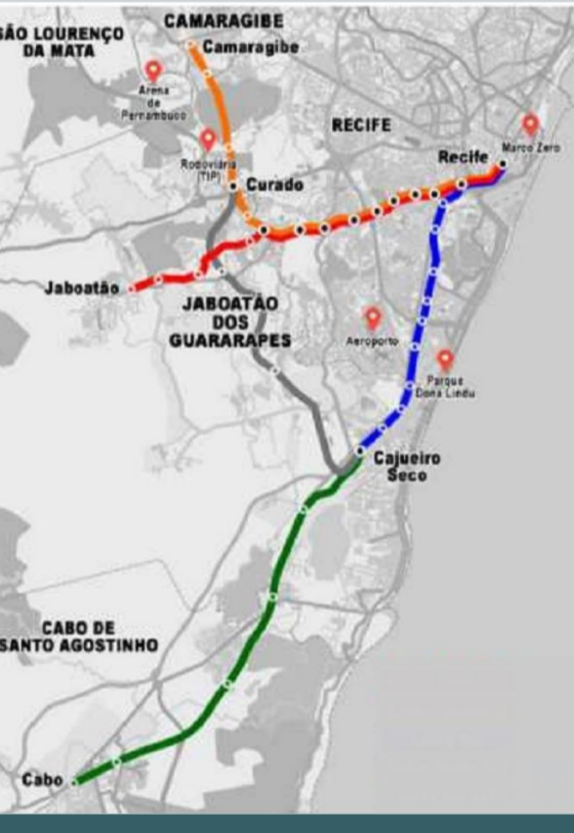 CAMARAGIBE
SÃO LOURENÇO
DA MATA
Camaragibe
Arena
de
Pernambuco
RECIFE
Marco Zero
Rodoviária
(TIP)
Recife
Curado
Jaboatão
JABOATÃO
DOS
GUARARAPES
Aeroporto
Parque
Dona Lindu
Cajueiro
Seco
CABO DE
SANTO AGOSTINHO
Cabo